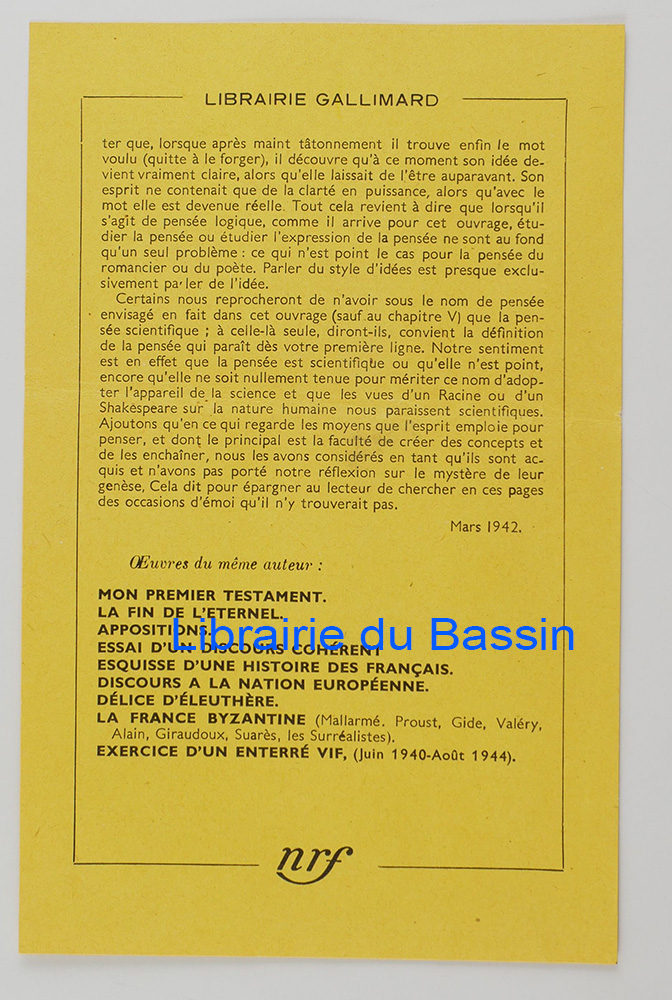 LIBRAIRIE GALLIMARD
ter que, lorsque après maint tâtonnement il trouve enfin le mot
voulu (quitte à le forger), il découvre qu'à ce moment son idée de-
vient vraiment claire, alors qu'elle laissait de l'être auparavant. Son
esprit ne contenait que de la clarté en puissance, alors qu'avec le
mot elle est devenue réelle. Tout cela revient à dire que lorsqu'il
s'agit de pensée logique, comme il arrive pour cet ouvrage, étu-
dier la pensée ou étudier l'expression de la pensée ne sont au fond
qu'un seul problème : ce qui n'est point le cas pour la pensée du
romancier ou du poète. Parler du style d'idées est presque exclu-
sivement parler de l'idée.
Certains nous reprocheront de n'avoir sous le nom de pensée
envisagé en fait dans cet ouvrage (sauf au chapitre V) que la pen-
sée scientifique ; à celle-là seule, diront-ils, convient la définition
de la pensée qui paraît dès votre première ligne. Notre sentiment
est en effet que la pensée est scientifique ou qu'elle n'est point,
encore qu'elle ne soit nullement tenue pour mériter ce nom d'adop-
ter l'appareil de la science et que les vues d'un Racine ou d'un
Shakespeare sur la nature humaine nous paraissent scientifiques.
Ajoutons qu'en ce qui regarde les moyens que l'esprit emploie pour
penser, et dont le principal est la faculté de créer des concepts et
de les enchaîner, nous les avons considérés en tant qu'ils sont ac-
quis et n'avons pas porté notre réflexion sur le mystère de leur
genèse, Cela dit pour épargner au lecteur de chercher en ces pages
des occasions d'émoi qu'il n'y trouverait pas.
Mars 1942.
Œuvres du même auteur :
MON PREMIER TESTAMENT.
LA FIN DE L'ETERNEL.
APPOSITIONS.
Librairie du Bassin
ESSAI D'UN DISCOURS COHÉRENT
ESQUISSE D'UNE HISTOIRE DES FRANÇAIS.
DISCOURS A LA NATION EUROPÉENNE.
DÉLICE D'ÉLEUTHÈRE.
LA FRANCE BYZANTINE (Mallarmé. Proust, Gide, Valéry,
Alain, Giraudoux, Suarès, les Surréalistes).
EXERCICE D'UN ENTERRÉ VIF, (Juin 1940-Août 1944).
nrf